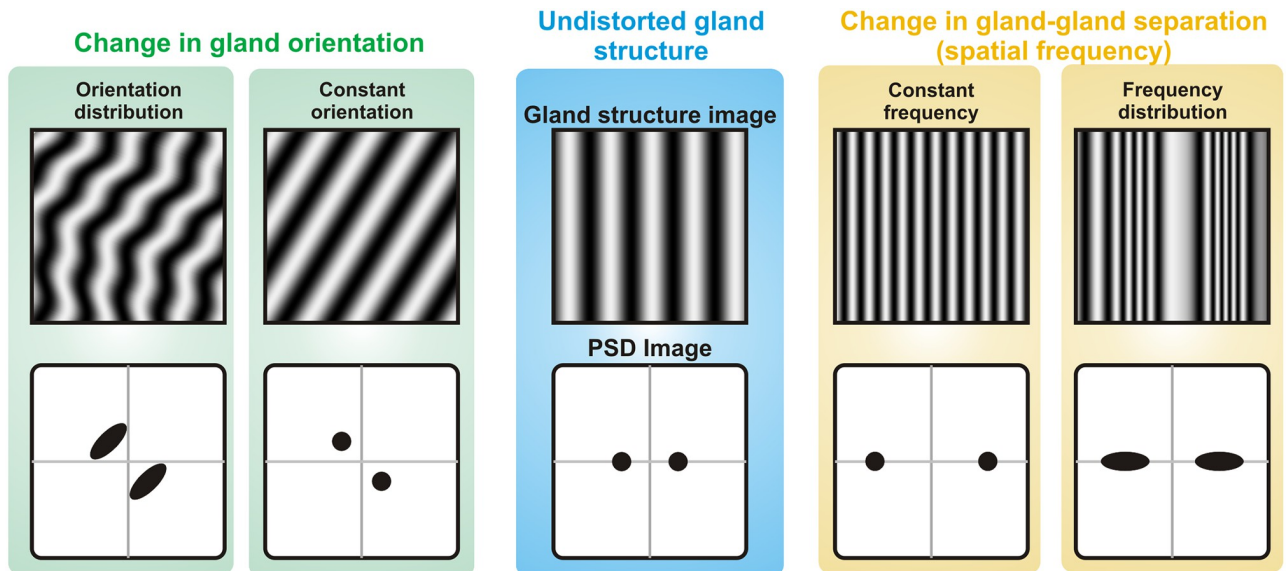 Change in gland orientation
Orientation
distribution
Constant
orientation
Undistorted gland
structure
Gland structure image
PSD Image
Change in gland-gland separation
(spatial frequency)
Constant
frequency
Frequency
distribution